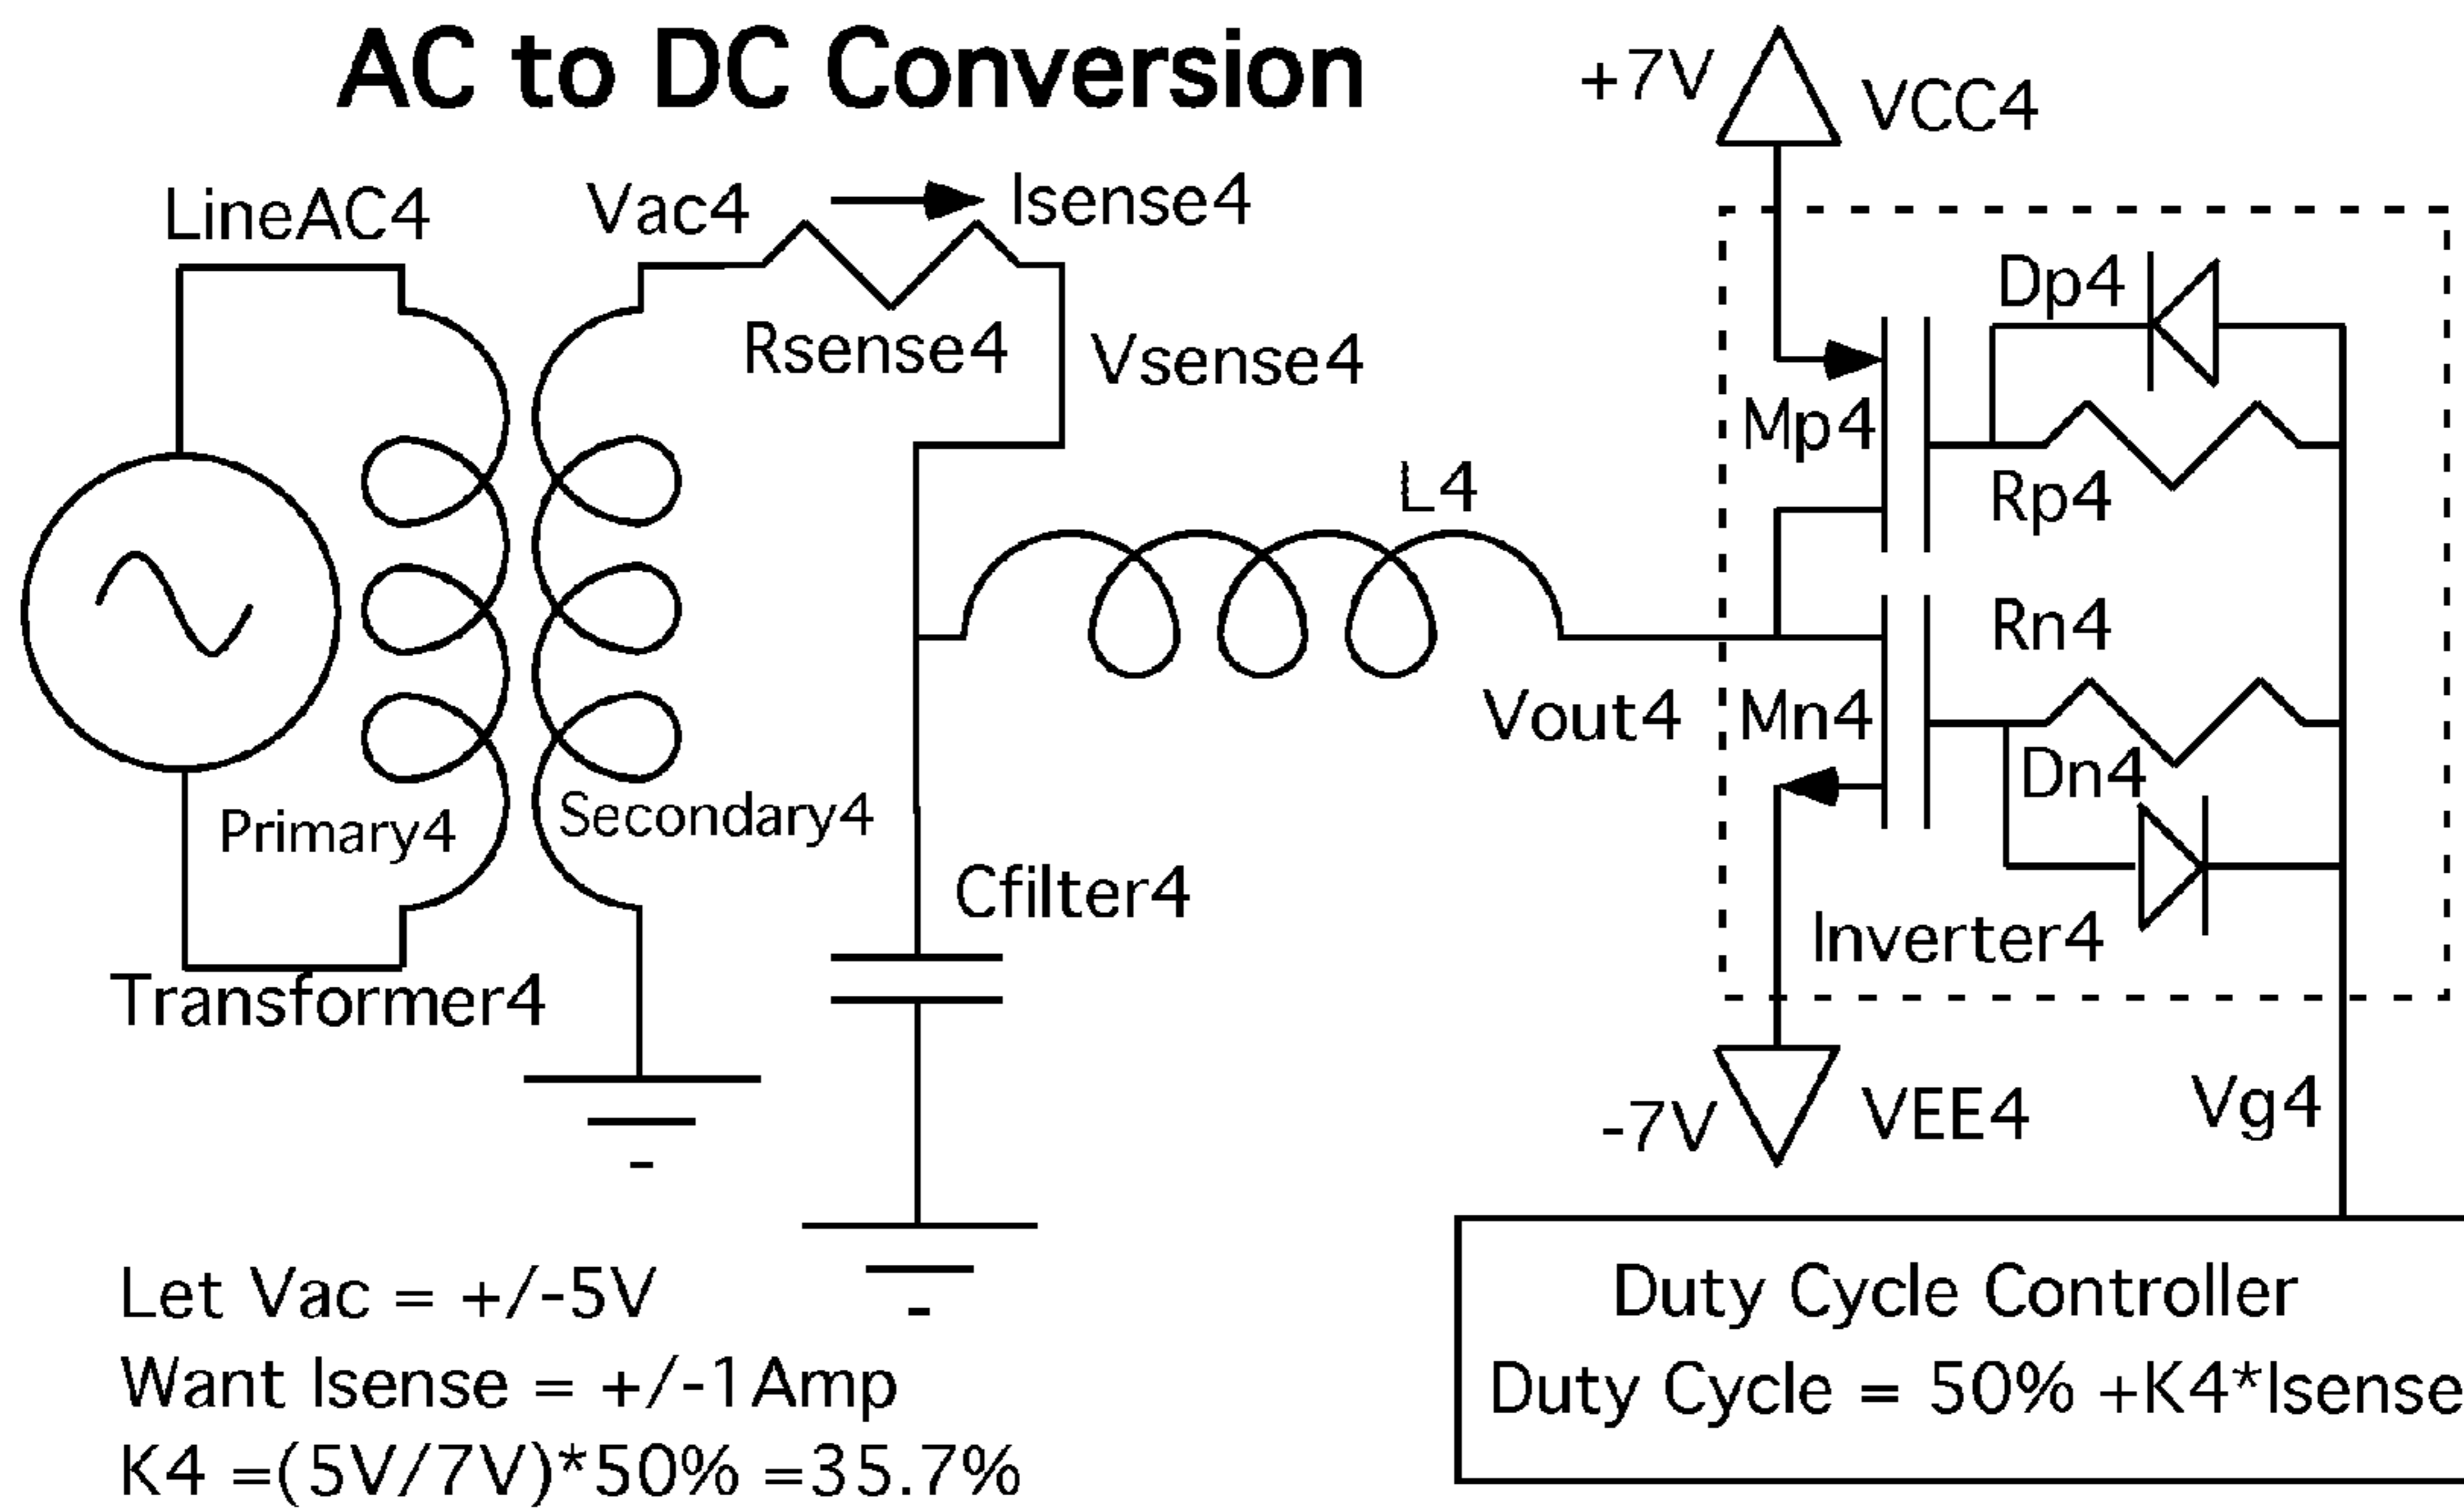 AC to DC Conversion
+7V
VCC4
LineAC4
Vac4
Isense4
Rsense4
Vsense4
Dp4
Mp4
Rp4
L4
Rn4
Vout4
Mn4
Dn4
Primary4
Secondary4
Cfilter4
Inverter4
Transformer4
-7V
VEE4
Vg4
Let Vac = +/-5V
Want Isense = +/-1Amp
K4 =(5V/7V)*50% =35.7%
Duty Cycle Controller
Duty Cycle = 50% +K4*Isense